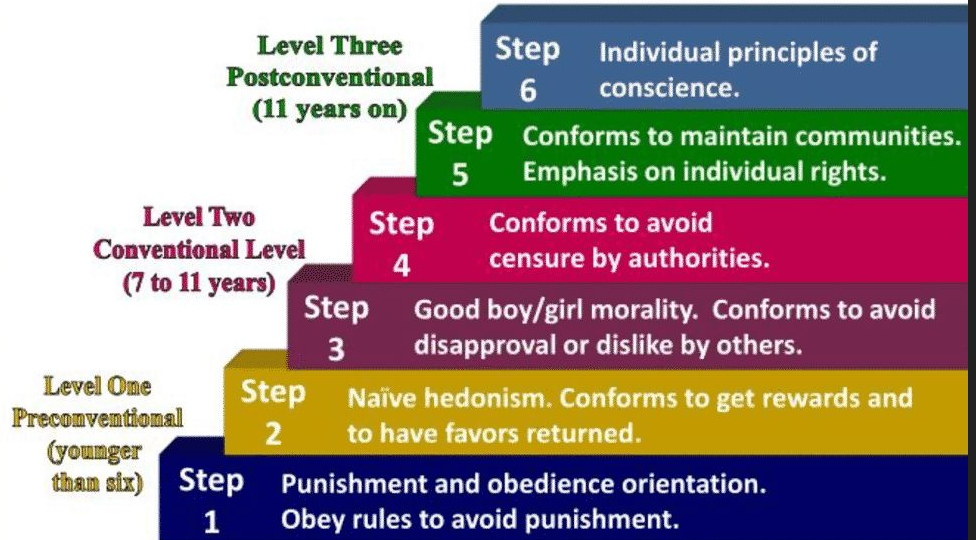 Level Three
Postconventional
(11 years on)
Step
6
Individual principles of
conscience.
Step
5
Conforms to maintain communities.
Emphasis on individual rights.
Level Two
Conventional Level
(7 to 11 years)
Step
4
Conforms to avoid
censure by authorities.
Step
3
Good boy/girl morality. Conforms to avoid
disapproval or dislike by others.
Level One
Preconventional
(younger
than six)
Step
2
Naïve hedonism. Conforms to get rewards and
to have favors returned.
Step
1
Punishment and obedience orientation.
Obey rules to avoid punishment.